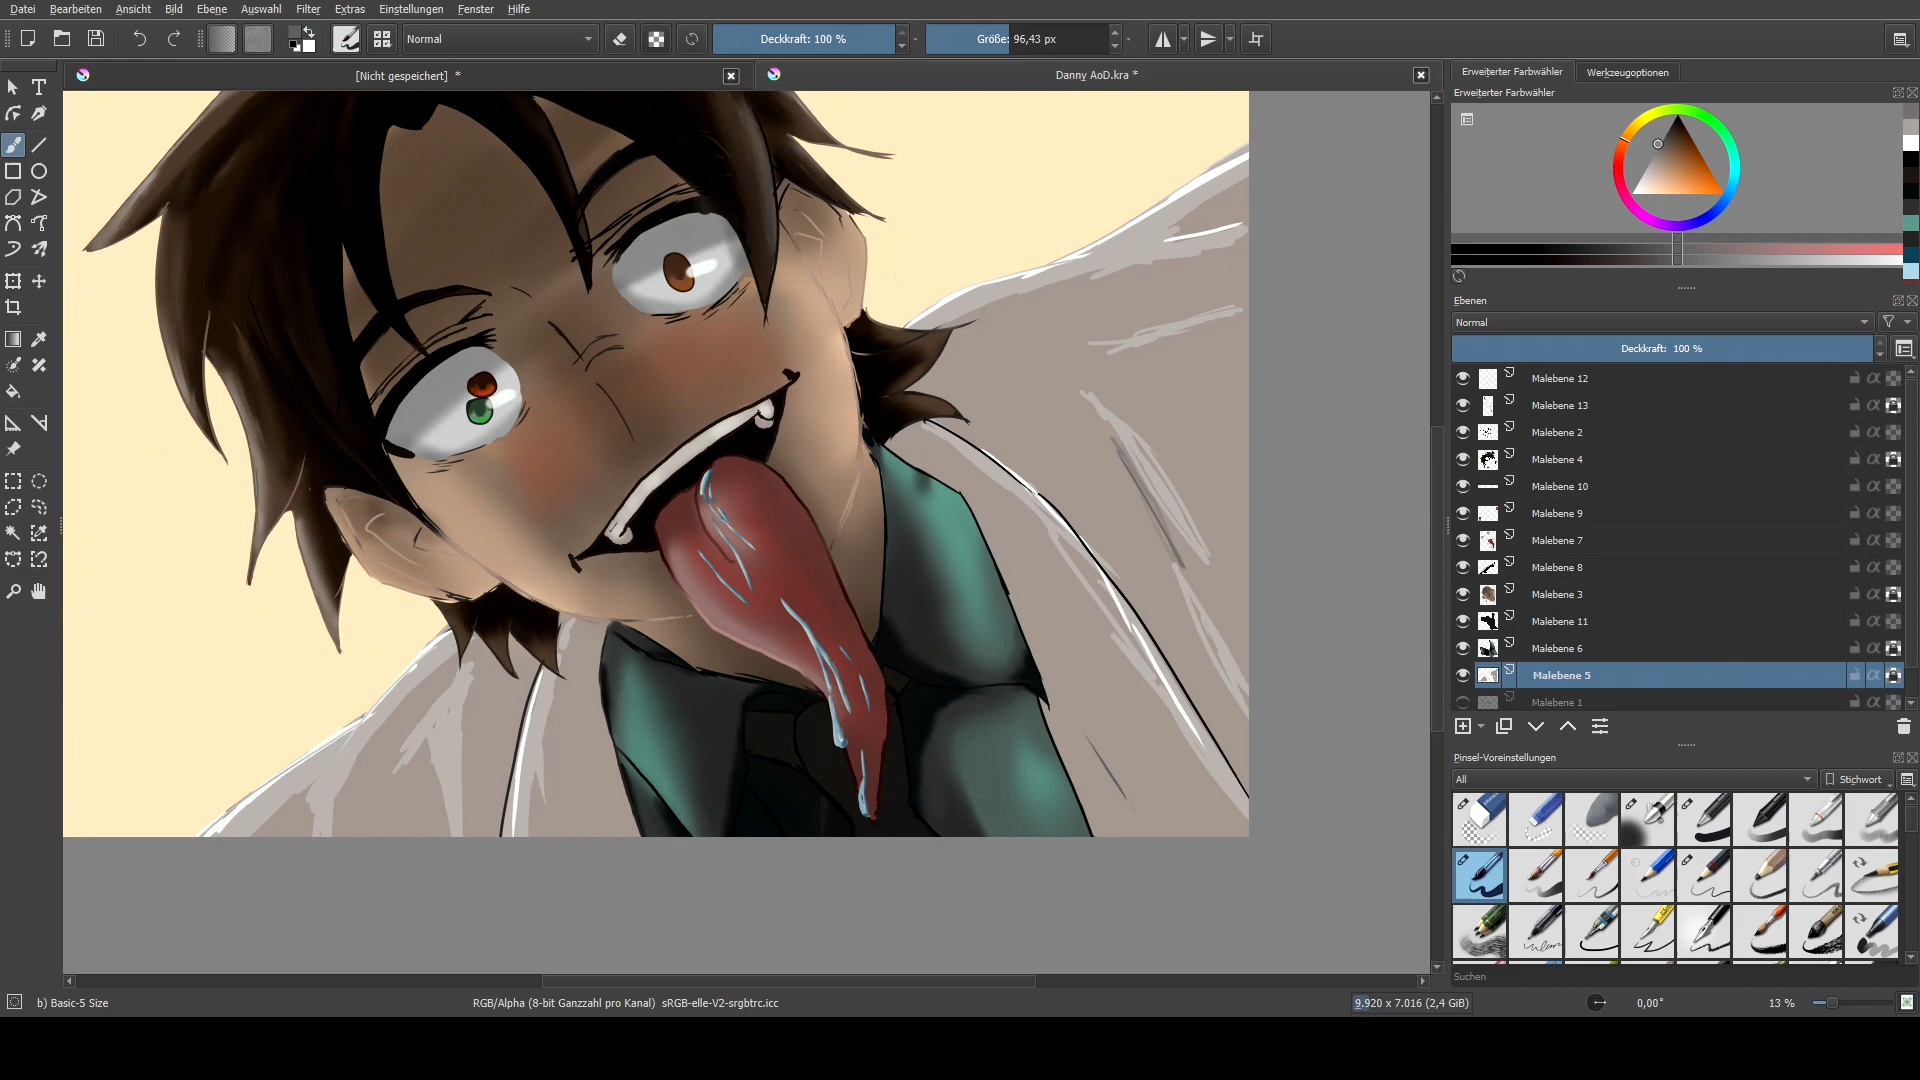 Datei Bearbeiten Ansicht Bild Ebene Auswahl Filter Extras Einstellungen Fenster Hilfe
Normal
Deckkraft: 100 %
Größe: 96,43 px
[Nicht gespeichert] *
Danny AoD.kra *
Erweiterter Farbwähler
Werkzeugoptionen
Erweiterter Farbwähler
Ebenen
Normal
Deckkraft: 100 %
Malebene 12
Malebene 13
Malebene 2
Malebene 4
Malebene 10
Malebene 9
Malebene 7
Malebene 8
Malebene 3
Malebene 11
Malebene 6
Malebene 5
Malebene 1
Pinsel-Voreinstellungen
All
Stichwort
Suchen
b) Basic-5 Size
RGB/Alpha (8-bit Ganzzahl pro Kanal) sRGB-elle-V2-srgbtrc.icc
9.920 x 7.016 (2,4 GiB)
0,00°
13 %